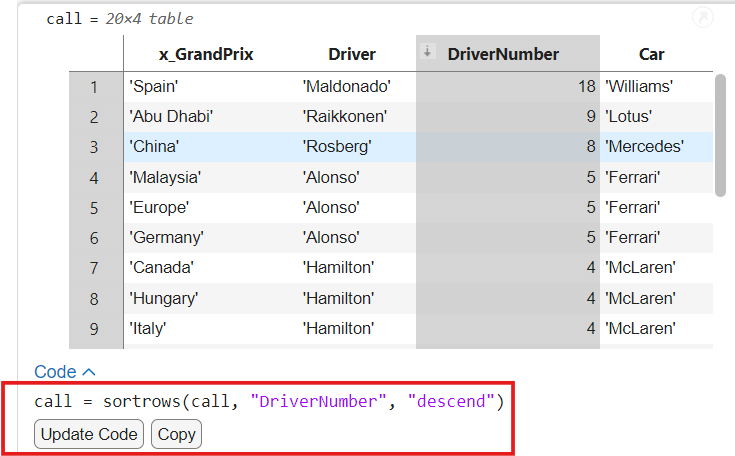 call = 20×4 table
x_GrandPrix Driver DriverNumber Car
1 'Spain' 'Maldonado' 18 'Williams'
2 'Abu Dhabi' 'Raikkonen' 9 'Lotus'
3 'China' 'Rosberg' 8 'Mercedes'
4 'Malaysia' 'Alonso' 5 'Ferrari'
5 'Europe' 'Alonso' 5 'Ferrari'
6 'Germany' 'Alonso' 5 'Ferrari'
7 'Canada' 'Hamilton' 4 'McLaren'
8 'Hungary' 'Hamilton' 4 'McLaren'
9 'Italy' 'Hamilton' 4 'McLaren'
Code
call = sortrows(call, "DriverNumber", "descend")
Update Code Copy